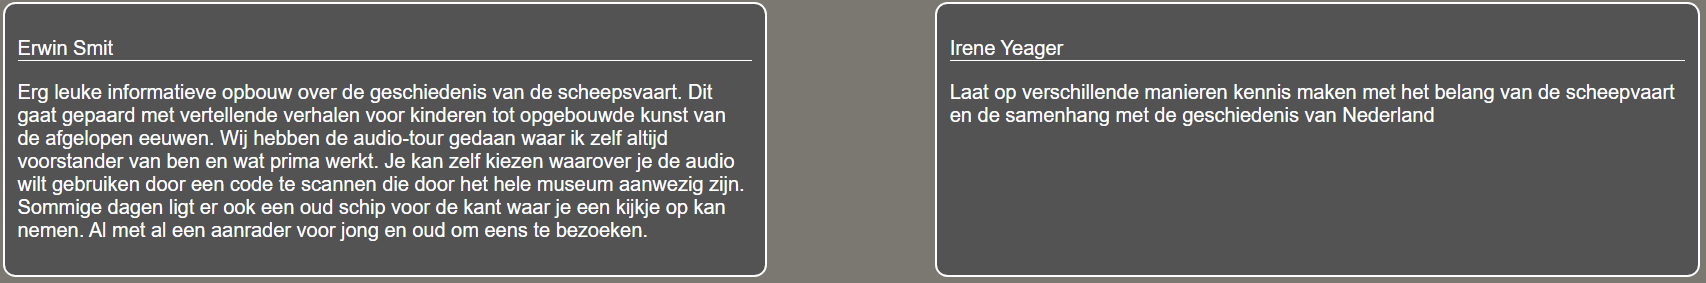 Erwin Smit
Erg leuke informatieve opbouw over de geschiedenis van de scheepsvaart. Dit
gaat gepaard met vertellende verhalen voor kinderen tot opgebouwde kunst van
de afgelopen eeuwen. Wij hebben de audio-tour gedaan waar ik zelf altijd
voorstander van ben en wat prima werkt. Je kan zelf kiezen waarover je de audio
wilt gebruiken door een code te scannen die door het hele museum aanwezig zijn.
Sommige dagen ligt er ook een oud schip voor de kant waar je een kijkje op kan
nemen. Al met al een aanrader voor jong en oud om eens te bezoeken.
Irene Yeager
Laat op verschillende manieren kennis maken met het belang van de scheepvaart
en de samenhang met de geschiedenis van Nederland